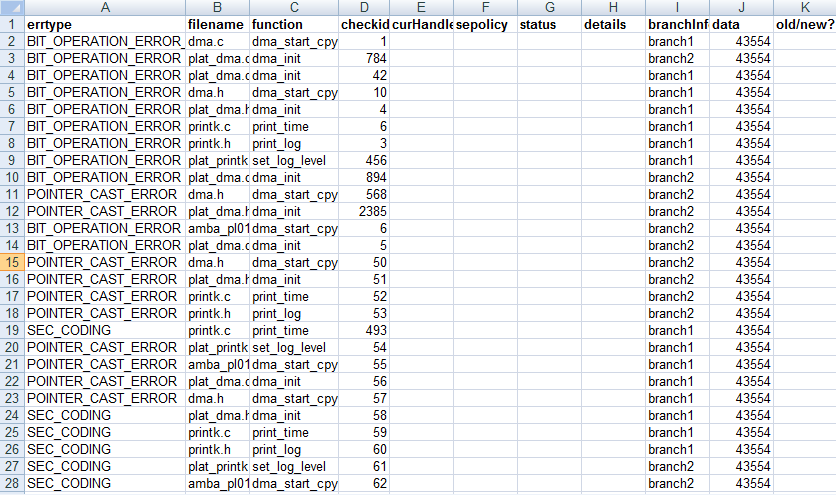 A B C D E F G H I J K
1 errtype filename function checkid curHandle sepolicy status details branchInf data old/new?
2 BIT_OPERATION_ERROR_ dma.c dma_start_cpy 1 branch1 43554
3 BIT_OPERATION_ERROR plat_dma.c dma_init 784 branch2 43554
4 BIT_OPERATION_ERROR plat_dma.c dma_init 42 branch1 43554
5 BIT_OPERATION_ERROR dma.h dma_start_cpy 10 branch1 43554
6 BIT_OPERATION_ERROR plat_dma.h dma_init 4 branch1 43554
7 BIT_OPERATION_ERROR printk.c print_time 6 branch1 43554
8 BIT_OPERATION_ERROR printk.h print_log 3 branch1 43554
9 BIT_OPERATION_ERROR plat_printk set_log_level 456 branch1 43554
10 BIT_OPERATION_ERROR plat_dma.c dma_init 894 branch2 43554
11 POINTER_CAST_ERROR dma.h dma_start_cpy 568 branch2 43554
12 POINTER_CAST_ERROR plat_dma.h dma_init 2385 branch2 43554
13 BIT_OPERATION_ERROR amba_pl01 dma_start_cpy 6 branch2 43554
14 BIT_OPERATION_ERROR plat_dma.c dma_init 5 branch2 43554
15 POINTER_CAST_ERROR dma.h dma_start_cpy 50 branch2 43554
16 POINTER_CAST_ERROR plat_dma.h dma_init 51 branch2 43554
17 POINTER_CAST_ERROR printk.c print_time 52 branch2 43554
18 POINTER_CAST_ERROR printk.h print_log 53 branch2 43554
19 SEC_CODING printk.c print_time 493 branch1 43554
20 POINTER_CAST_ERROR plat_printk set_log_level 54 branch1 43554
21 POINTER_CAST_ERROR amba_pl01 dma_start_cpy 55 branch1 43554
22 POINTER_CAST_ERROR plat_dma.c dma_init 56 branch1 43554
23 POINTER_CAST_ERROR dma.h dma_start_cpy 57 branch1 43554
24 SEC_CODING plat_dma.h dma_init 58 branch1 43554
25 SEC_CODING printk.c print_time 59 branch1 43554
26 SEC_CODING printk.h print_log 60 branch1 43554
27 SEC_CODING plat_printk set_log_level 61 branch2 43554
28 SEC_CODING amba_pl01 dma_start_cpy 62 branch2 43554